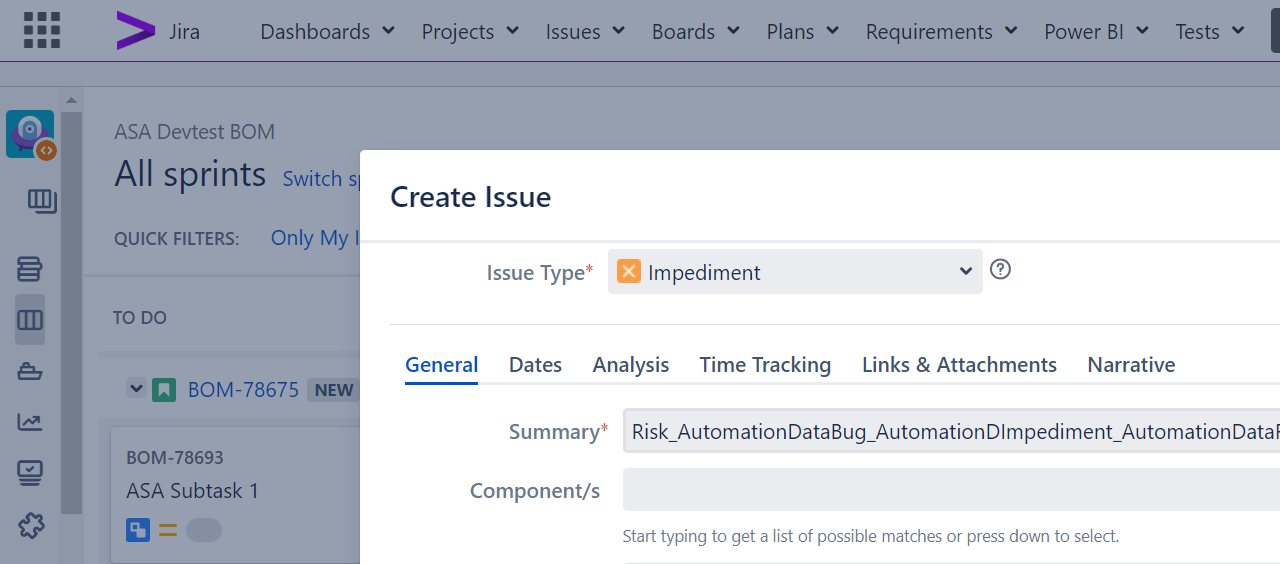 Jira Dashboards Projects Issues Boards Plans Requirements Power BI Tests
ASA Devtest BOM
All sprints Switch
QUICK FILTERS: Only My
Create Issue
Issue Type* Impediment
TO DO
General Dates Analysis Time Tracking Links & Attachments Narrative
BOM-78675 NEW
Summary* Risk_AutomationDataBug_AutomationDImpediment_AutomationData
BOM-78693
ASA Subtask 1
Component/s
Start typing to get a list of possible matches or press down to select.